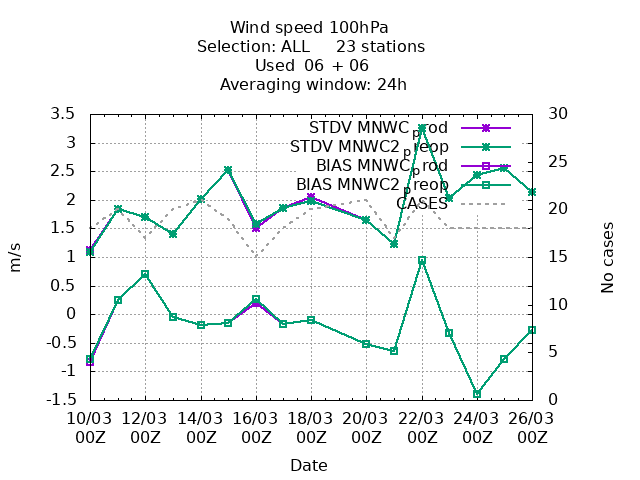 Wind speed 100hPa
Selection: ALL 23 stations
Used 06 + 06
Averaging window: 24h
3.5
3
2.5
2
1.5
1
0.5
0
-0.5
-1
-1.5
m/s
30
25
20
15
10
5
0
No cases
STDV MNWC_prod
STDV MNWC2_preop
BIAS MNWC_prod
BIAS MNWC2_preop
CASES
10/03 12/03 14/03 16/03 18/03 20/03 22/03 24/03 26/03
00Z 00Z 00Z 00Z 00Z 00Z 00Z 00Z 00Z
Date